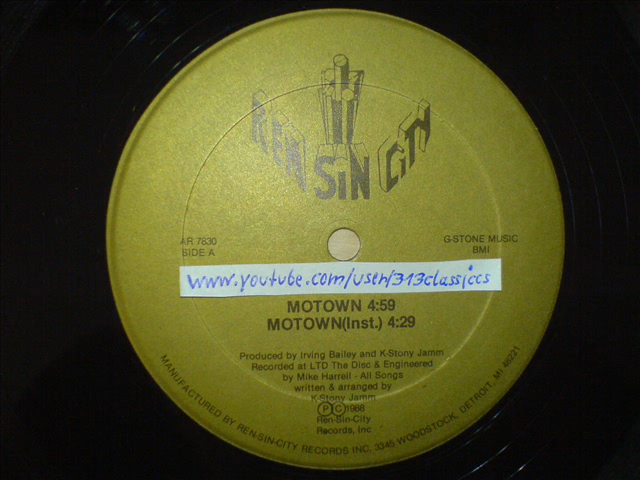 REN SiN CiTY
AR 7830
SIDE A
G-STONE MUSIC
BMI
www.youtube.com/user/313classiccs
MOTOWN 4:59
MOTOWN(Inst.) 4:29
Produced by Irving Bailey and K-Stony Jamm
Recorded at LTD The Disc & Engineered
by Mike Harrell - All Songs
written & arranged by
K-Stony Jamm
Ⓟ©1988
Ren-Sin-City
Records, Inc
MANUFACTURED BY REN-SIN-CITY RECORDS INC. 3345 WOODSTOCK, DETROIT, MI 48221